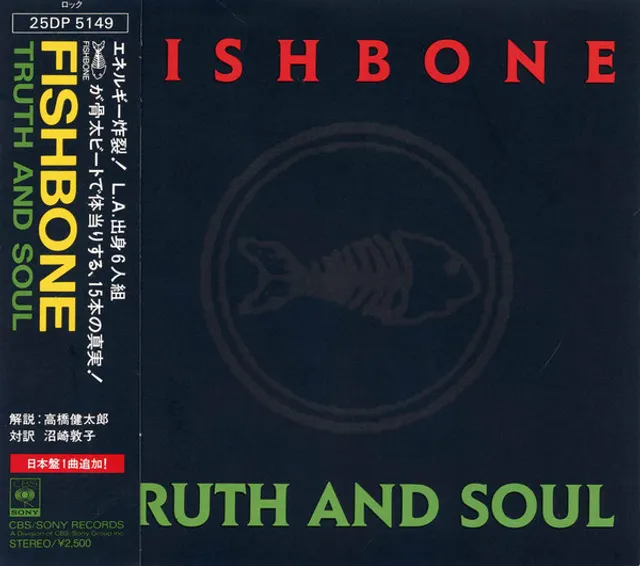 ロック
25DP 5149
FISHBONE
TRUTH AND SOUL
エネルギー炸裂! L.A.出身6人組
FISHBONE
が骨太ビートで体当りする、15本の真実!
解説:高橋健太郎
対訳 沼崎敦子
日本盤1曲追加!
CBS
SONY
CBS/SONY RECORDS
A Division of CBS/Sony Group Inc.
STEREO/¥2,500
ISHBONE
RUTH AND SOUL